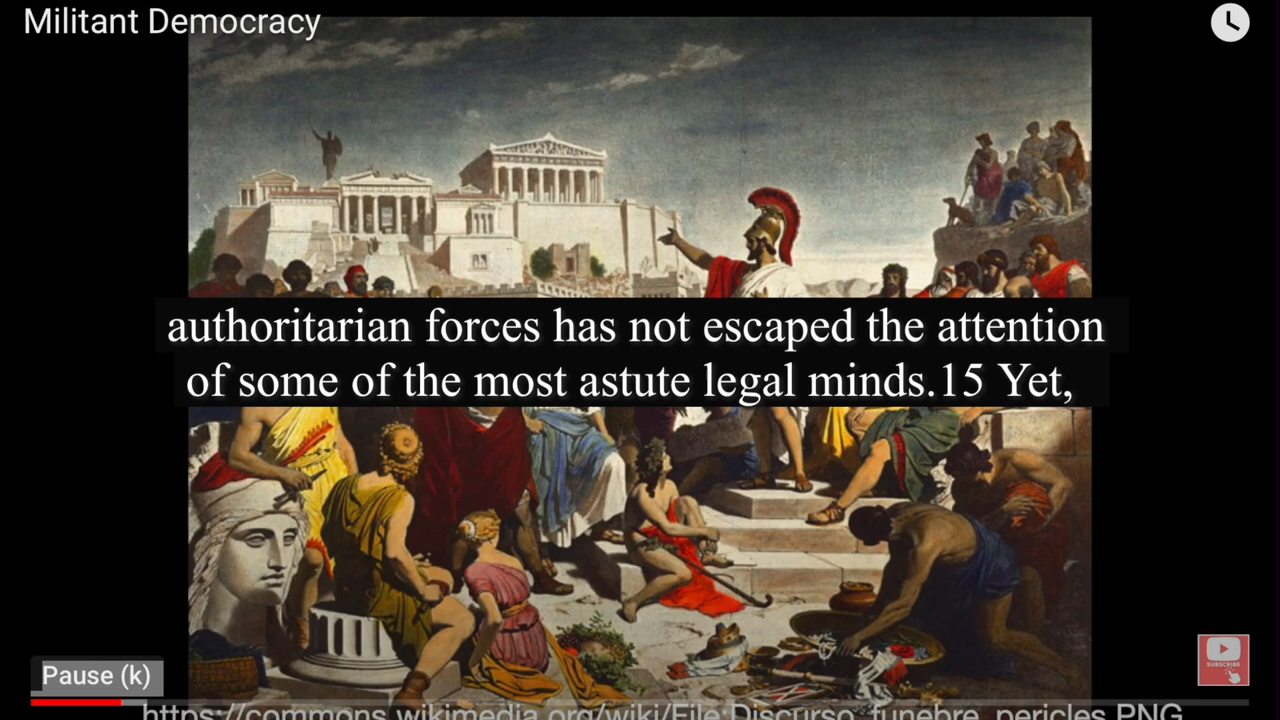 Militant Democracy
authoritarian forces has not escaped the attention
of some of the most astute legal minds.15 Yet,
SUBSCRIBE
Pause (k)
https://commons.wikimedia.org/wiki/File:Discurso_funebre_pericles.PNG